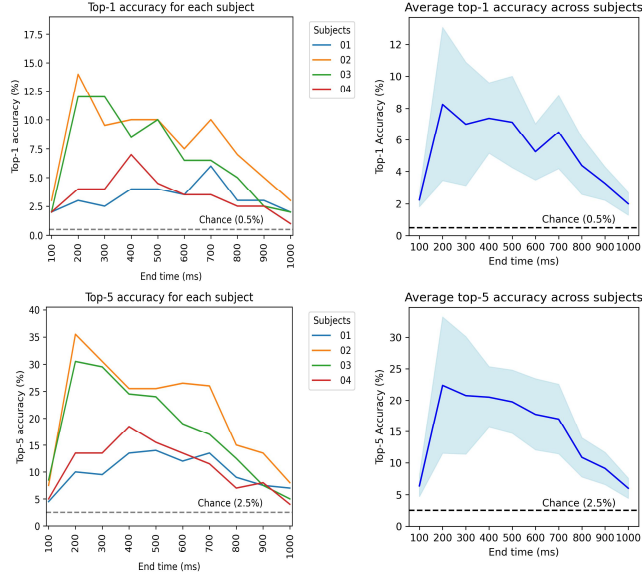 Top-1 accuracy for each subject
17.5
15.0
12.5
10.0
7.5
5.0
2.5
0.0
Top-1 accuracy (%)
Chance (0.5%)
100 200 300 400 500 600 700 800 900 1000
End time (ms)
Subjects
01
02
03
04
Average top-1 accuracy across subjects
12
10
8
6
4
2
0
Top-1 Accuracy (%)
Chance (0.5%)
100 200 300 400 500 600 700 800 900 1000
End time (ms)
Top-5 accuracy for each subject
40
35
30
25
20
15
10
5
0
Top-5 accuracy (%)
Chance (2.5%)
100 200 300 400 500 600 700 800 900 1000
End time (ms)
Subjects
01
02
03
04
Average top-5 accuracy across subjects
30
25
20
15
10
5
0
Top-5 Accuracy (%)
Chance (2.5%)
100 200 300 400 500 600 700 800 900 1000
End time (ms)